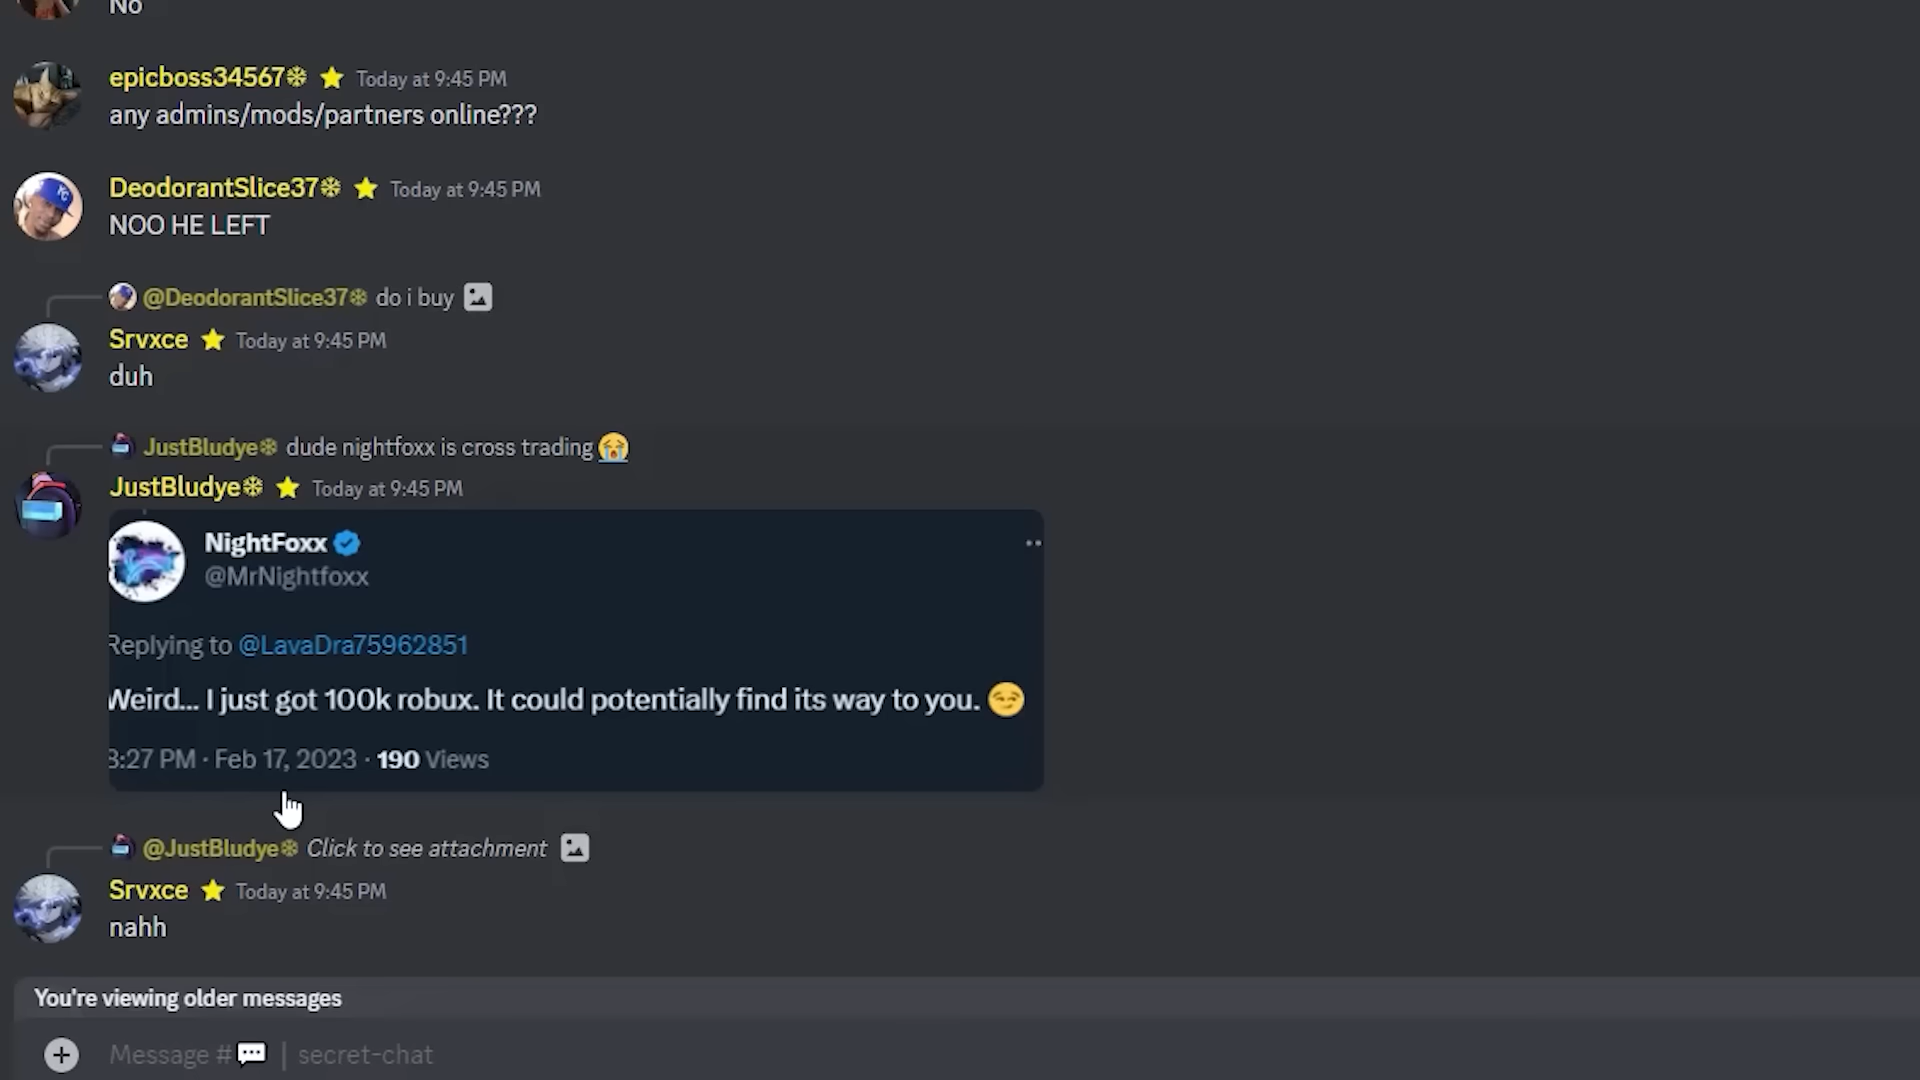 No
epicboss34567❄ ⭐ Today at 9:45 PM
any admins/mods/partners online???
DeodorantSlice37❄ ⭐ Today at 9:45 PM
NOO HE LEFT
@DeodorantSlice37❄ do i buy
Srvxce ⭐ Today at 9:45 PM
duh
JustBludye❄ dude nightfoxx is cross trading 😭
JustBludye❄ ⭐ Today at 9:45 PM
NightFoxx
@MrNightfoxx
Replying to @LavaDra75962851
Weird... I just got 100k robux. It could potentially find its way to you. 😏
8:27 PM · Feb 17, 2023 · 190 Views
@JustBludye❄ Click to see attachment
Srvxce ⭐ Today at 9:45 PM
nahh
You're viewing older messages
Message #💬 | secret-chat